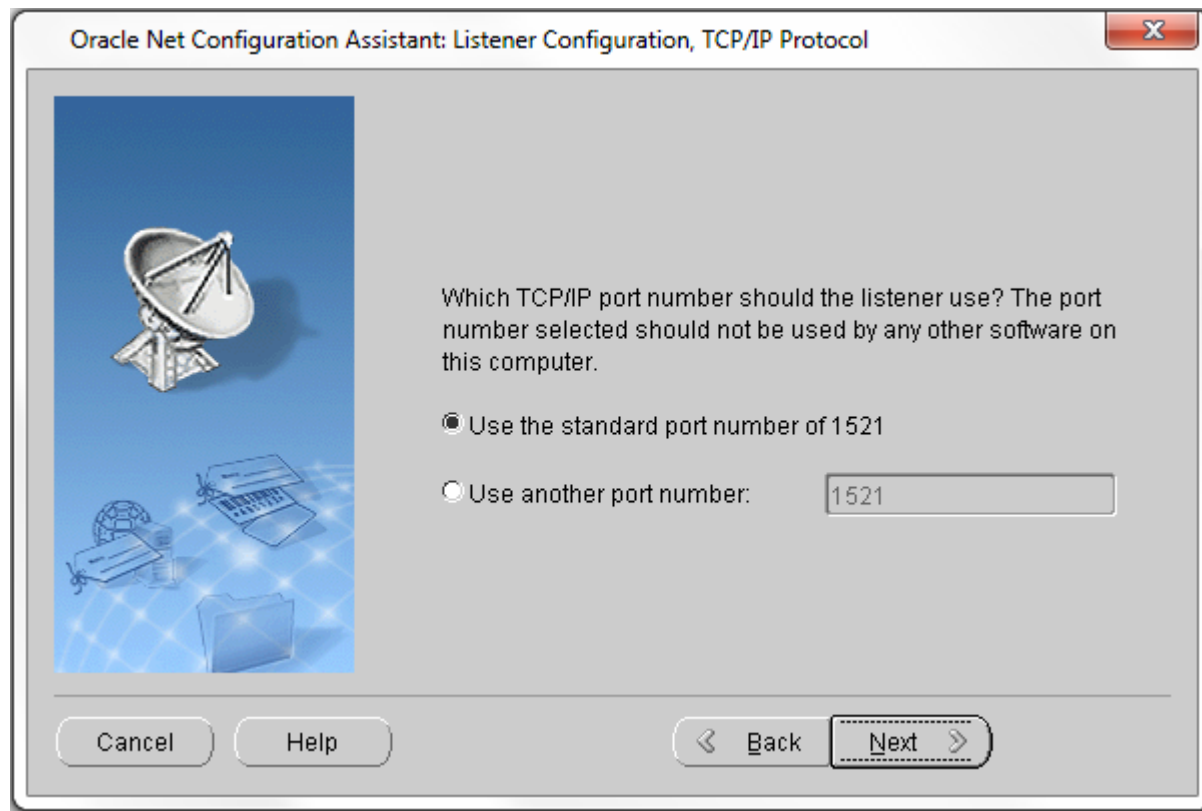 Oracle Net Configuration Assistant: Listener Configuration, TCP/IP Protocol
Which TCP/IP port number should the listener use? The port
number selected should not be used by any other software on
this computer.
Use the standard port number of 1521
Use another port number: 1521
Cancel Help Back Next